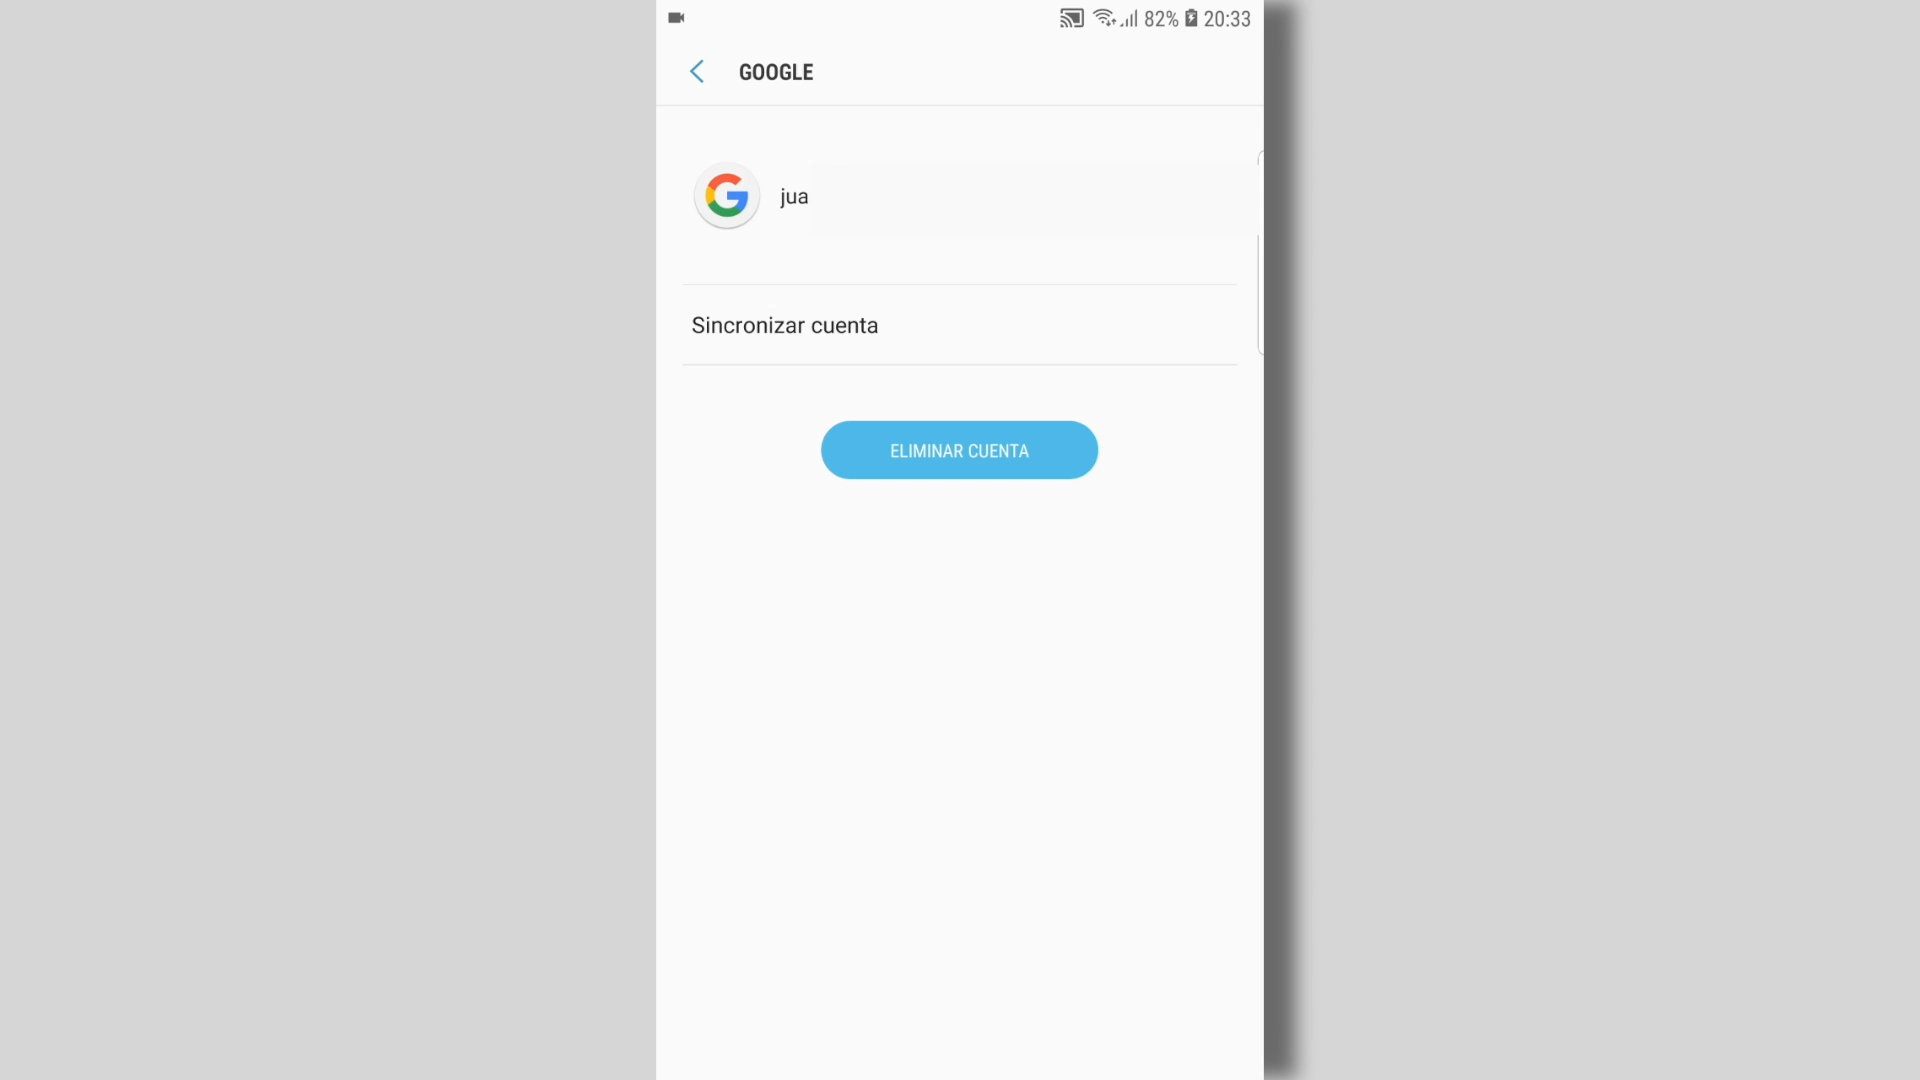 82% 20:33
GOOGLE
jua
Sincronizar cuenta
ELIMINAR CUENTA